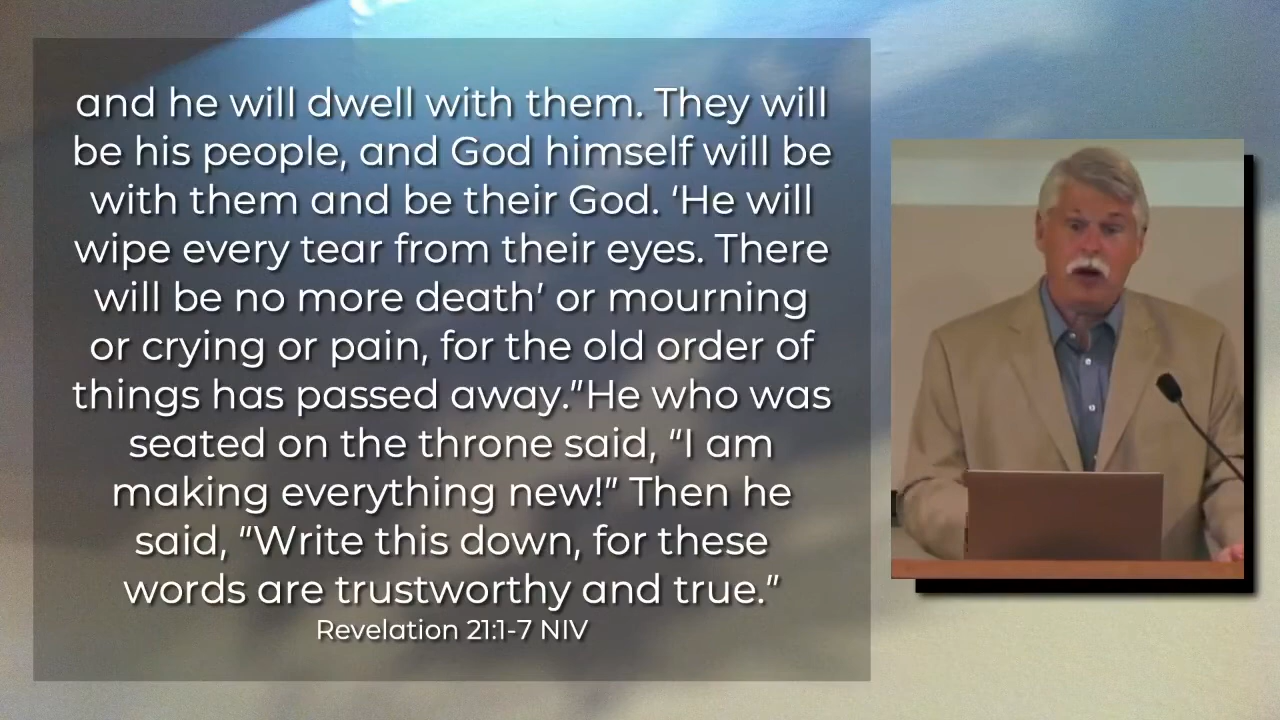 and he will dwell with them. They will
be his people, and God himself will be
with them and be their God. ‘He will
wipe every tear from their eyes. There
will be no more death’ or mourning
or crying or pain, for the old order of
things has passed away.”He who was
seated on the throne said, “I am
making everything new!” Then he
said, ”Write this down, for these
words are trustworthy and true.”
Revelation 21:1-7 NIV